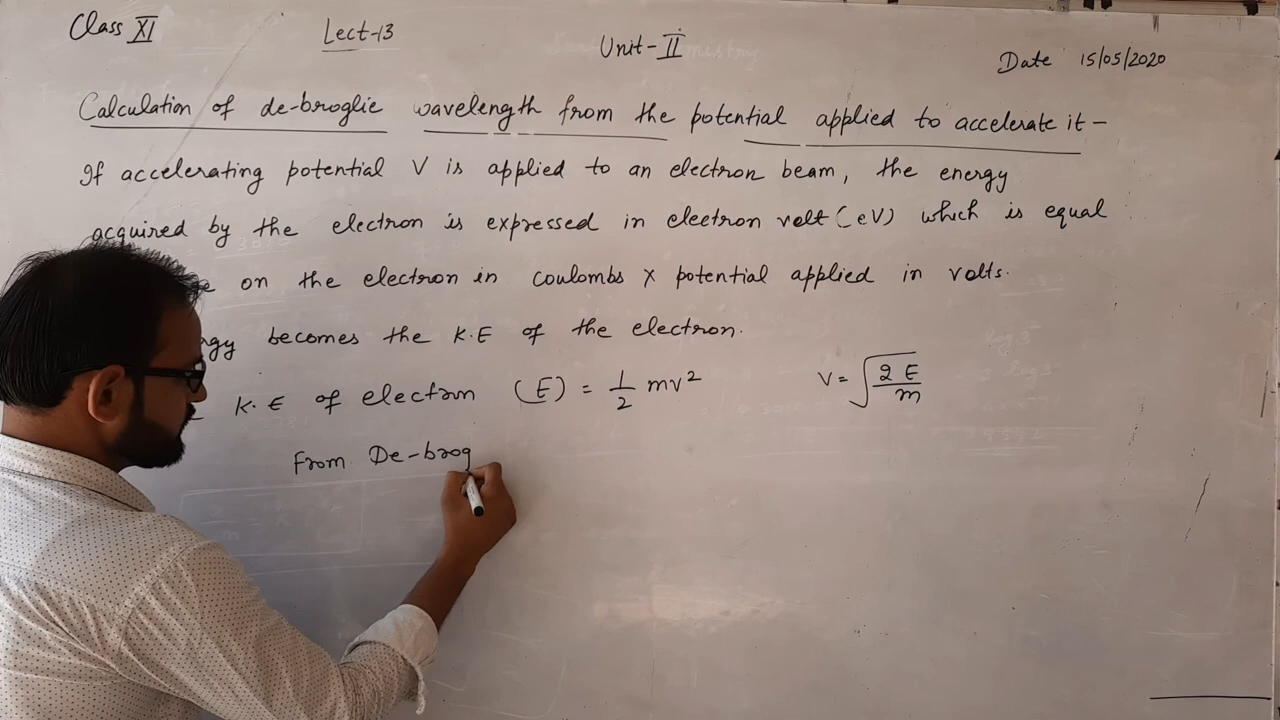 Class XI
Lect-13
Unit-II
Date 15/05/2020
Calculation of de-broglie wavelength from the potential applied to accelerate it-
If accelerating potential V is applied to an electron beam, the energy
acquired by the electron is expressed in electron volt (eV) which is equal
on the electron in coulombs x potential applied in volts.
becomes the K.E of the electron.
K.E of electron (E) = 1/2 mv²
V = √(2 E/m)
From De-brog